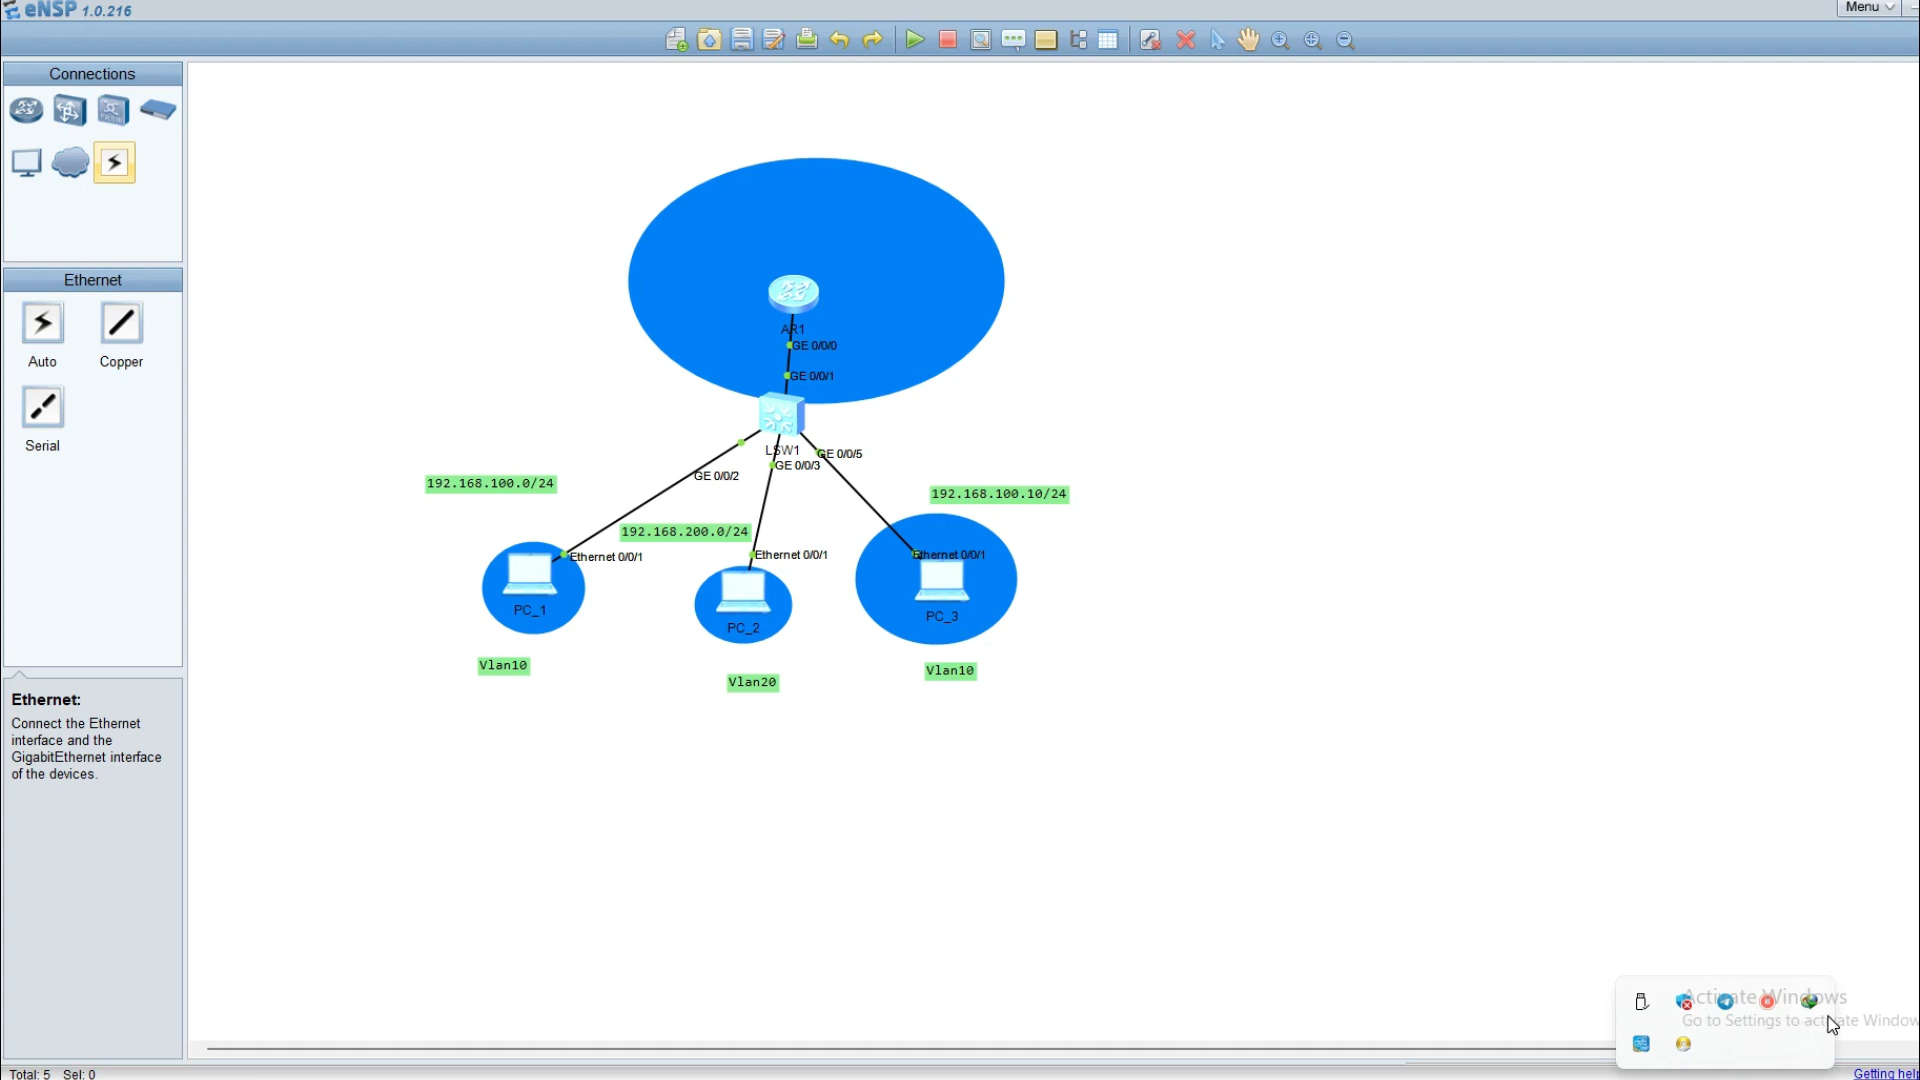 eNSP 1.0.216
Menu
Connections
Ethernet
Auto
Copper
Serial
Ethernet:
Connect the Ethernet
interface and the
GigabitEthernet interface
of the devices.
AR1
GE 0/0/0
GE 0/0/1
LSW1
GE 0/0/5
GE 0/0/3
GE 0/0/2
192.168.100.0/24
192.168.100.10/24
192.168.200.0/24
Ethernet 0/0/1
Ethernet 0/0/1
Ethernet 0/0/1
PC_1
PC_2
PC_3
Vlan10
Vlan20
Vlan10
Activate Windows
Go to Settings to activate Window
Total: 5 Sel: 0
Getting help